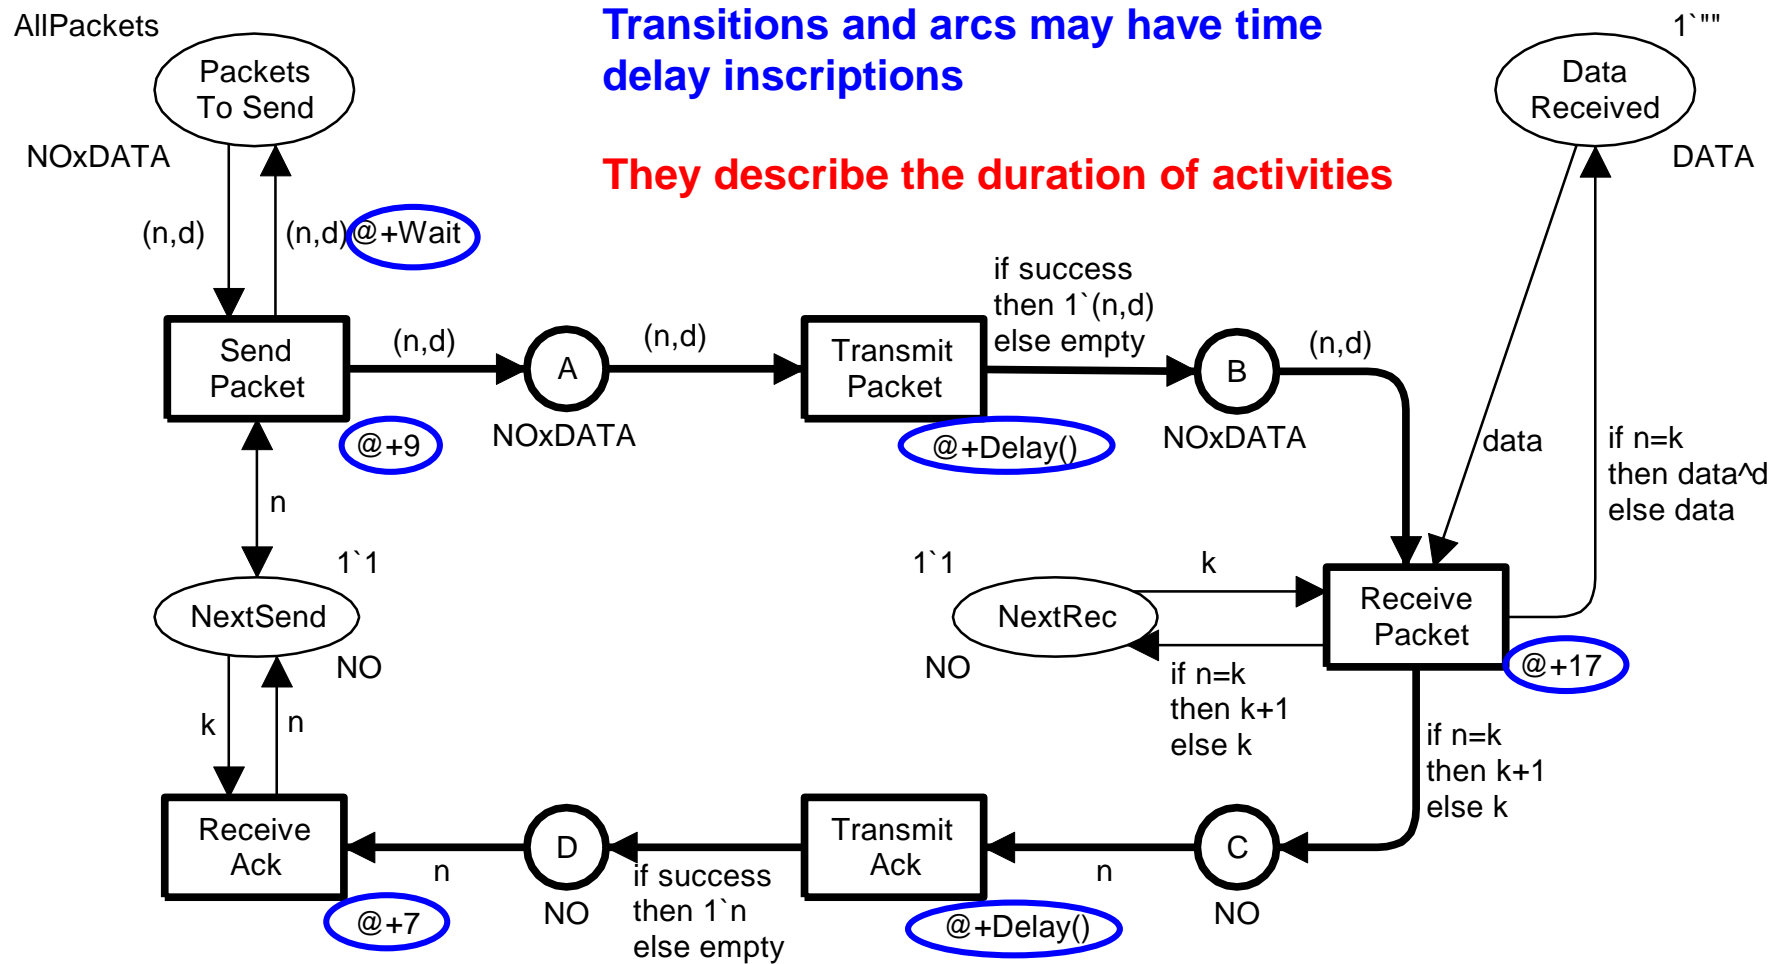 AllPackets
Transitions and arcs may have time
delay inscriptions
They describe the duration of activities
1`""
Packets
To Send
NOxDATA
Data
Received
DATA
(n,d)
(n,d)@+Wait
if success
then 1`(n,d)
else empty
Send
Packet
@+9
(n,d)
A
NOxDATA
(n,d)
Transmit
Packet
@+Delay()
B
NOxDATA
(n,d)
data
if n=k
then data^d
else data
n
1`1
NextSend
NO
1`1
NextRec
NO
k
if n=k
then k+1
else k
Receive
Packet
@+17
if n=k
then k+1
else k
k
n
Receive
Ack
@+7
n
D
NO
if success
then 1`n
else empty
Transmit
Ack
@+Delay()
n
C
NO